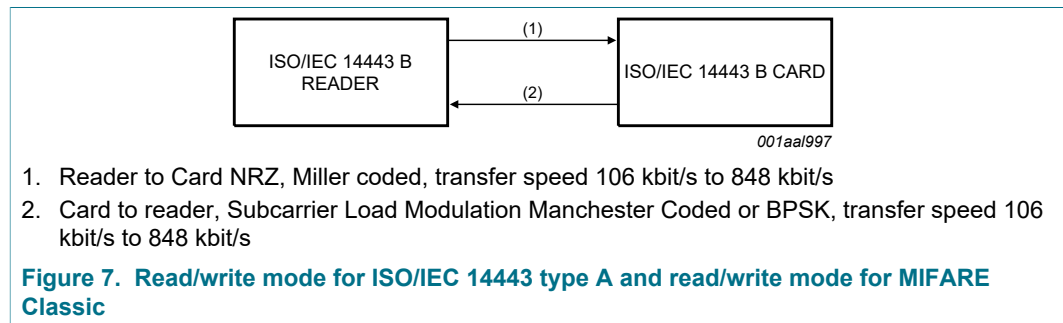 (1)
ISO/IEC 14443 B
READER
ISO/IEC 14443 B CARD
(2)
001aal997
1. Reader to Card NRZ, Miller coded, transfer speed 106 kbit/s to 848 kbit/s
2. Card to reader, Subcarrier Load Modulation Manchester Coded or BPSK, transfer speed 106
kbit/s to 848 kbit/s
Figure 7. Read/write mode for ISO/IEC 14443 type A and read/write mode for MIFARE
Classic